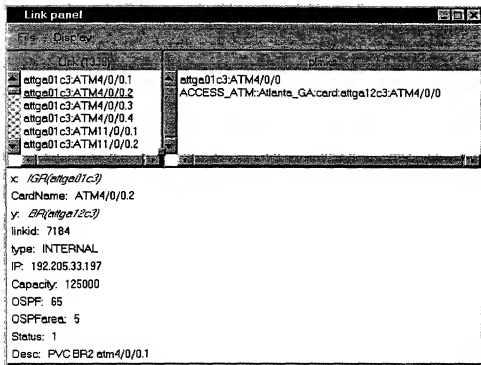 Link panel
File Display
attga01c3:ATM4/0/0.1
attga01c3:ATM4/0/0.2
attga01c3:ATM4/0/0.3
attga01c3:ATM4/0/0.4
attga01c3:ATM11/0/0.1
attga01c3:ATM11/0/0.2
attga01c3:ATM4/0/0
ACCESS_ATM::Atlanta_GA:card:attga12c3:ATM4/0/0
x: IGR(attga01c3)
CardName: ATM4/0/0.2
y: BR(attga12c3)
linkid: 7184
type: INTERNAL
IP: 192.205.33.197
Capacity: 125000
OSPF: 65
OSPFarea: 5
Status: 1
Desc: PVC BR2 atm4/0/0.1